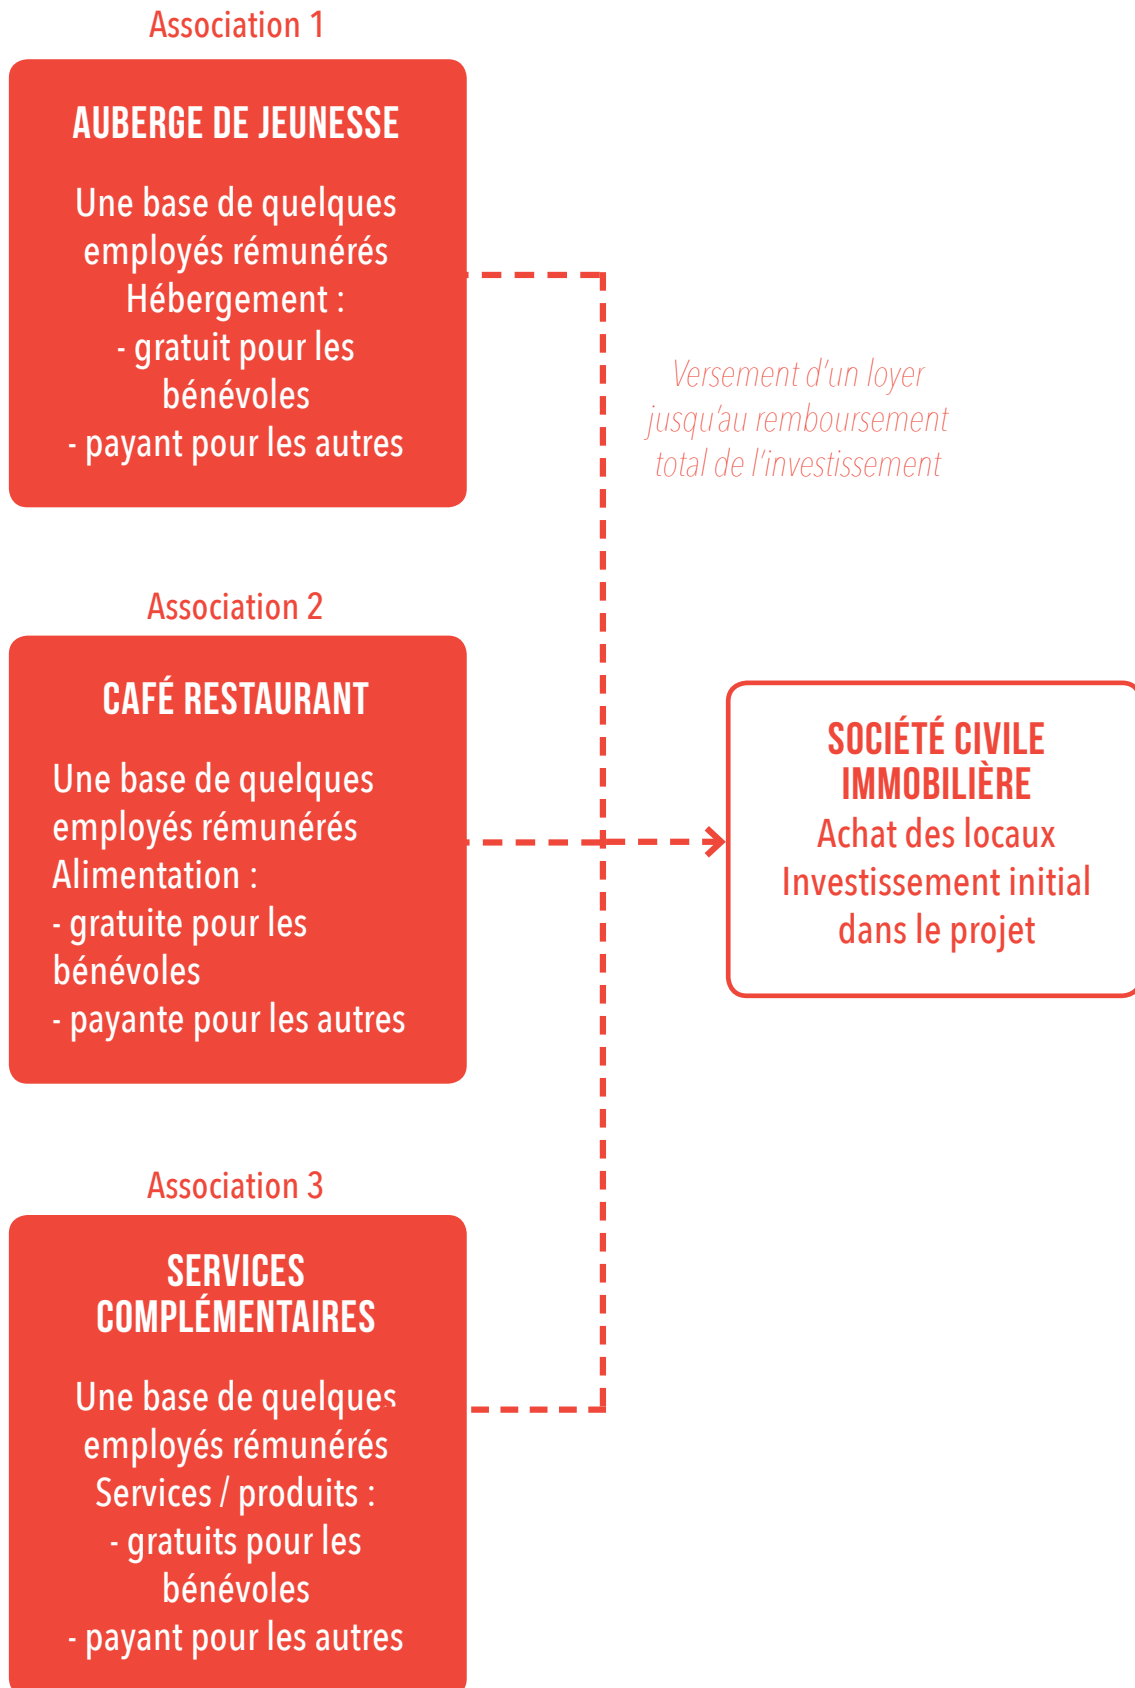 Association 1
AUBERGE DE JEUNESSE
Une base de quelques
employés rémunérés
Hébergement :
- gratuit pour les
bénévoles
- payant pour les autres
Versement d'un loyer
jusqu'au remboursement
total de l'investissement
Association 2
CAFÉ RESTAURANT
Une base de quelques
employés rémunérés
Alimentation :
- gratuite pour les
bénévoles
- payante pour les autres
SOCIÉTÉ CIVILE
IMMOBILIÈRE
Achat des locaux
Investissement initial
dans le projet
Association 3
SERVICES
COMPLÉMENTAIRES
Une base de quelques
employés rémunérés
Services / produits :
- gratuits pour les
bénévoles
- payant pour les autres